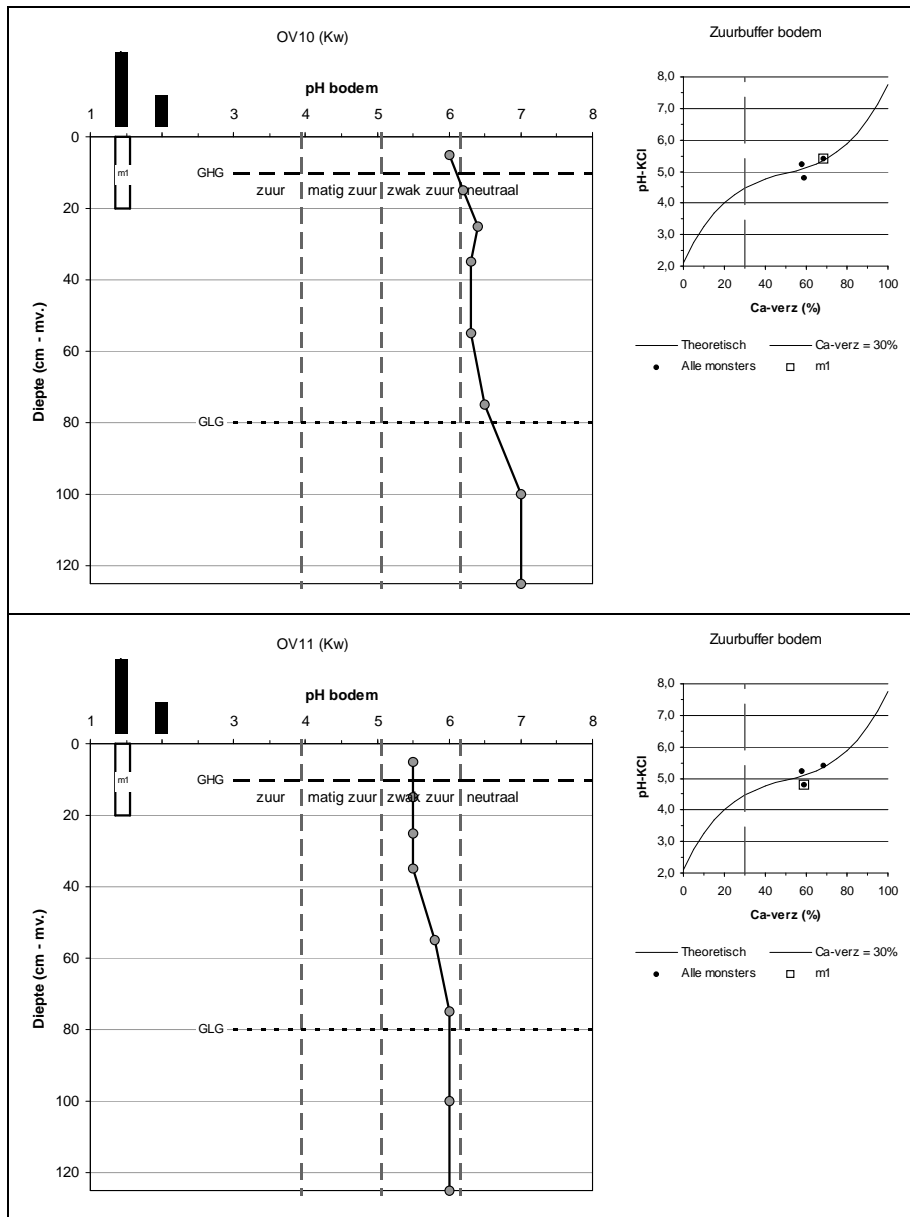 OV10 (Kw)
pH bodem
1 2 3 4 5 6 7 8
0
20
40
60
80
100
120
Diepte (cm - mv.)
m1
GHG
zuur matig zuur zwak zuur neutraal
GLG
Zuurbuffer bodem
8,0
7,0
6,0
5,0
4,0
3,0
2,0
pH-KCl
0 20 40 60 80 100
Ca-verz (%)
Theoretisch Ca-verz = 30%
Alle monsters m1
OV11 (Kw)
pH bodem
1 2 3 4 5 6 7 8
0
20
40
60
80
100
120
Diepte (cm - mv.)
m1
GHG
zuur matig zuur zwak zuur neutraal
GLG
Zuurbuffer bodem
8,0
7,0
6,0
5,0
4,0
3,0
2,0
pH-KCl
0 20 40 60 80 100
Ca-verz (%)
Theoretisch Ca-verz = 30%
Alle monsters m1